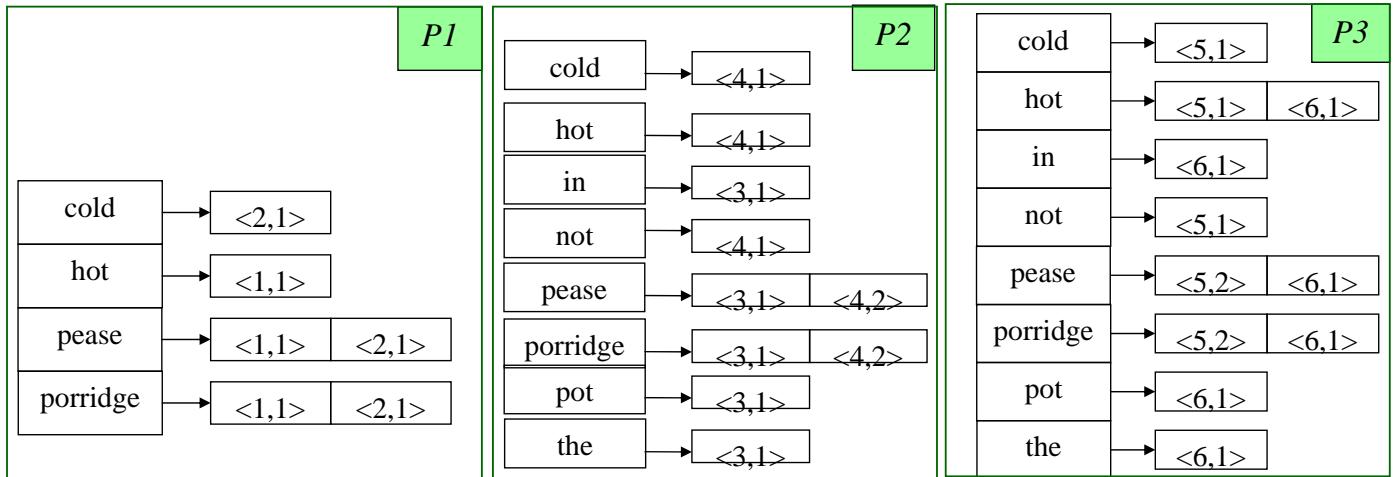 P1
cold <2,1>
hot <1,1>
pease <1,1> <2,1>
porridge <1,1> <2,1>
P2
cold <4,1>
hot <4,1>
in <3,1>
not <4,1>
pease <3,1> <4,2>
porridge <3,1> <4,2>
pot <3,1>
the <3,1>
P3
cold <5,1>
hot <5,1> <6,1>
in <6,1>
not <5,1>
pease <5,2> <6,1>
porridge <5,2> <6,1>
pot <6,1>
the <6,1>